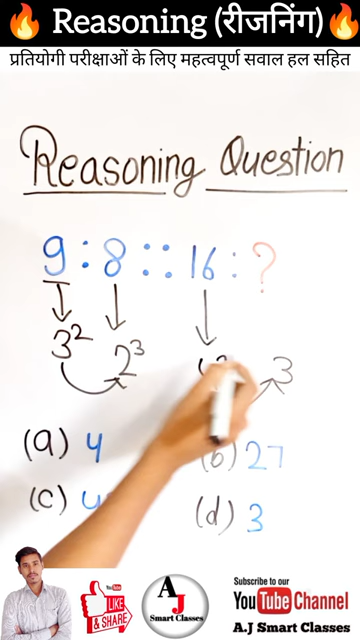 🔥 Reasoning (रीजनिंग)🔥
प्रतियोगी परीक्षाओं के लिए महत्वपूर्ण सवाल हल सहित
Reasoning Question
9 : 8 :: 16 : ?
3² 2³ 3
(a) 4 (b) 27
(c) (d) 3
YouTube
LIKE
& SHARE
A.J
Smart Classes
Subscribe to our
YouTube Channel
A.J Smart Classes